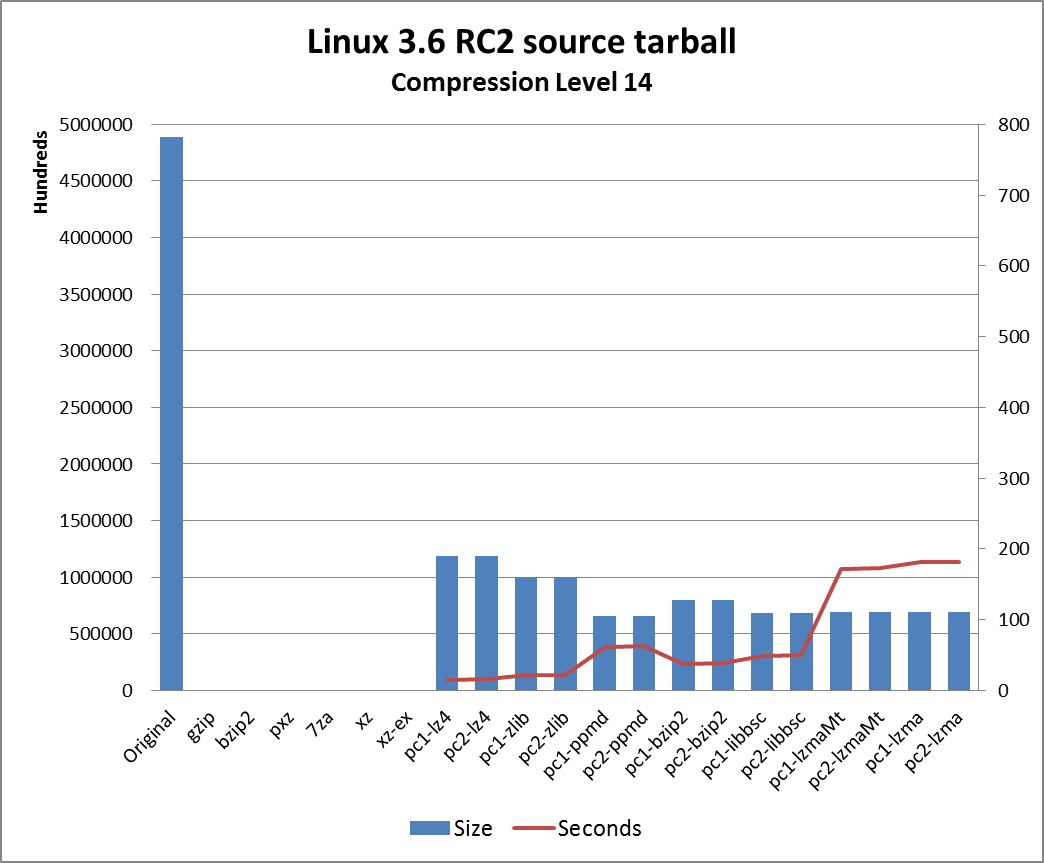 Linux 3.6 RC2 source tarball
Compression Level 14
Hundreds
5000000
4500000
4000000
3500000
3000000
2500000
2000000
1500000
1000000
500000
0
800
700
600
500
400
300
200
100
0
Original
gzip
bzip2
pxz
7za
xz
xz-ex
pc1-lz4
pc2-lz4
pc1-zlib
pc2-zlib
pc1-ppmd
pc2-ppmd
pc1-bzip2
pc2-bzip2
pc1-libbsc
pc2-libbsc
pc1-lzmaMt
pc2-lzmaMt
pc1-lzma
pc2-lzma
Size Seconds